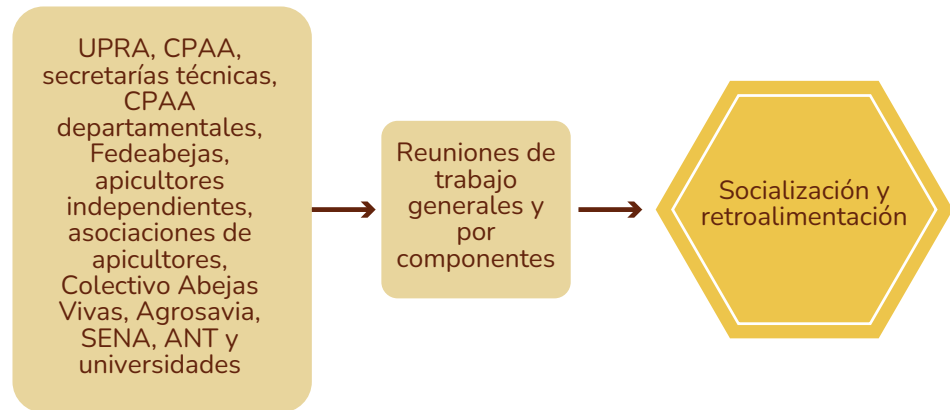 UPRA, CPAA,
secretarías técnicas,
CPAA
departamentales,
Fedeabejas,
apicultores
independientes,
asociaciones de
apicultores,
Colectivo Abejas
Vivas, Agrosavia,
SENA, ANT y
universidades
Reuniones de
trabajo
generales y
por
componentes
Socialización y
retroalimentación